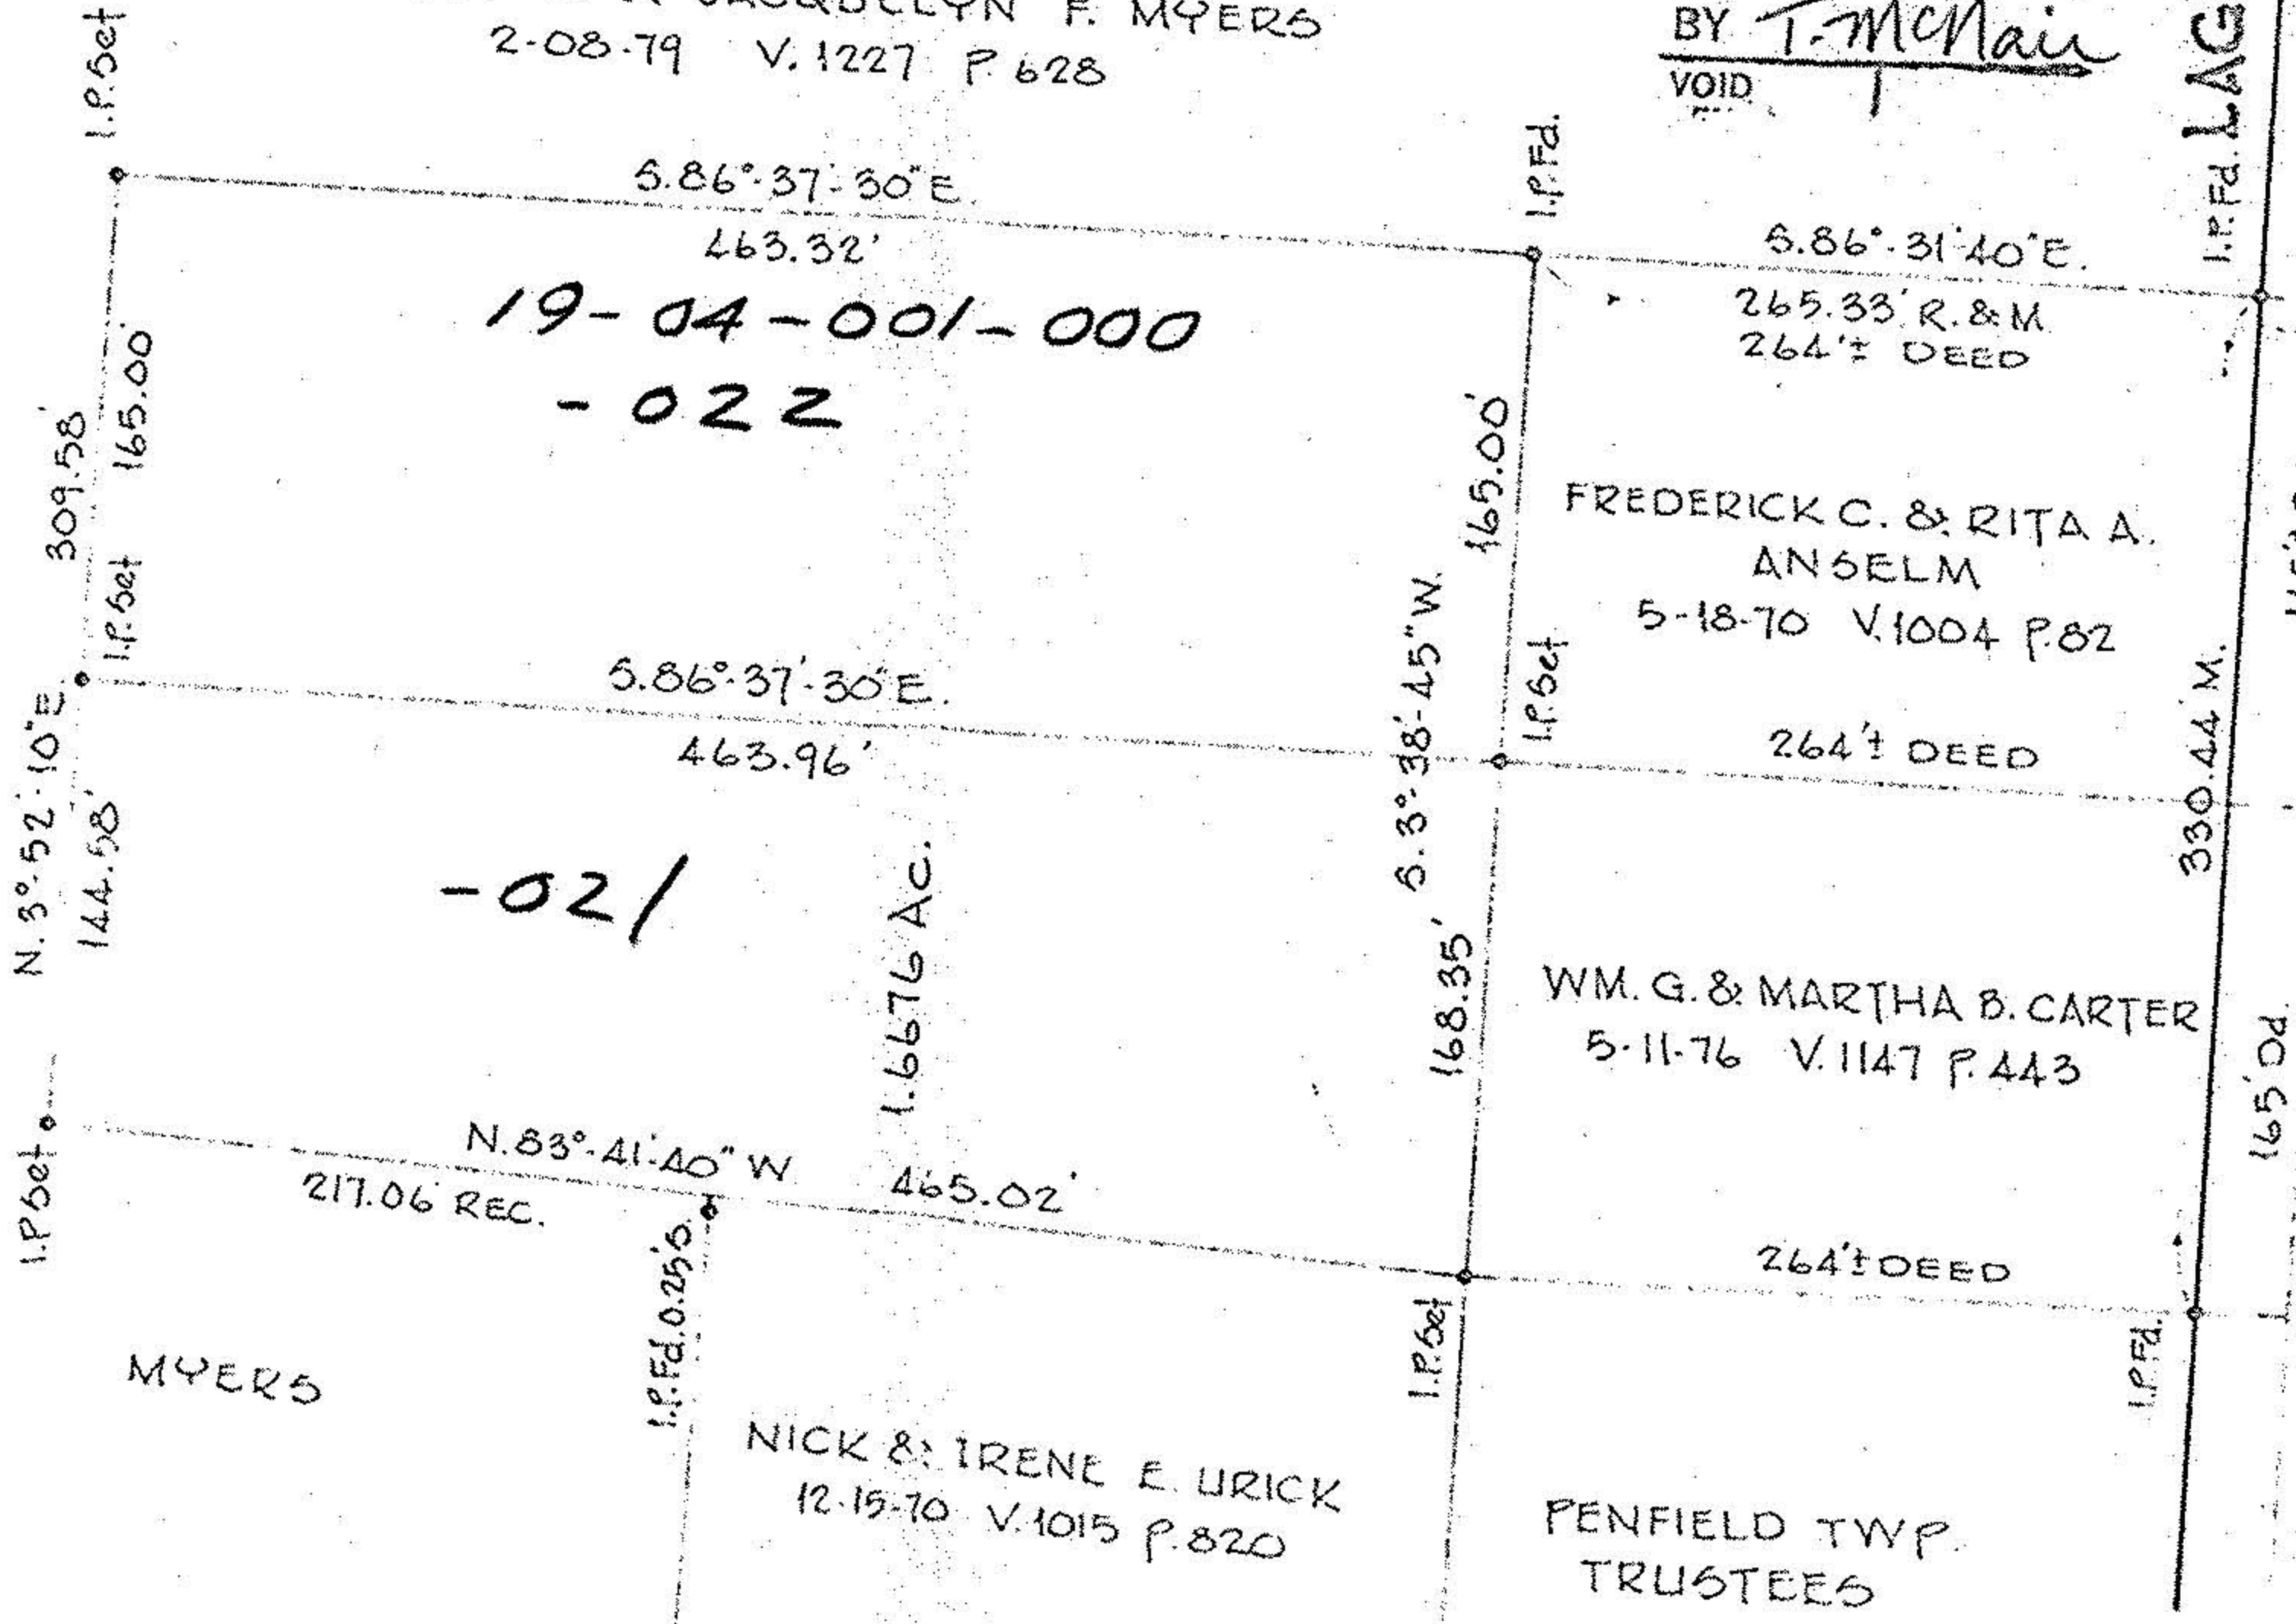 JACQUELYN F. MYERS
2-08-79 V. 1227 P. 628
BY T. McNair
VOID
LAG
I.P. Set
I.P. Fd.
I.P. Fd.
S. 86°-37'-30" E.
463.32'
S. 86°-31'40" E.
265.33' R. & M.
264'± DEED
19-04-001-000
-022
309.58'
165.00'
165.00'
FREDERICK C. & RITA A.
ANSELM
5-18-70 V. 1004 P. 82
I.P. Set
I.P. Set
S. 86°-37'-30" E.
463.96'
S. 3°-38'-45" W.
264'± DEED
330.44' M.
N. 3°-52'-10" E.
144.58'
-021
1.6676 Ac.
168.35'
WM. G. & MARTHA B. CARTER
5-11-76 V. 1147 P. 443
165' Dd.
I.P. Set
N. 83°-41'-40" W.
465.02'
217.06' REC.
I.P. Fd. 0.25' S.
264'± DEED
I.P. Set
I.P. Fd.
MYERS
NICK & IRENE E. URICK
12-15-70 V. 1015 P. 820
PENFIELD TWP.
TRUSTEES